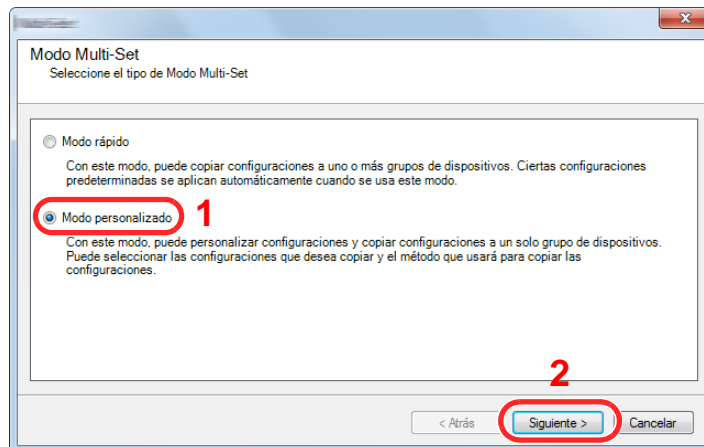 Modo Multi-Set
Seleccione el tipo de Modo Multi-Set
Modo rápido
Con este modo, puede copiar configuraciones a uno o más grupos de dispositivos. Ciertas configuraciones
predeterminadas se aplican automáticamente cuando se usa este modo.
Modo personalizado 1
Con este modo, puede personalizar configuraciones y copiar configuraciones a un solo grupo de dispositivos.
Puede seleccionar las configuraciones que desea copiar y el método que usará para copiar las
configuraciones.
2
< Atrás Siguiente > Cancelar